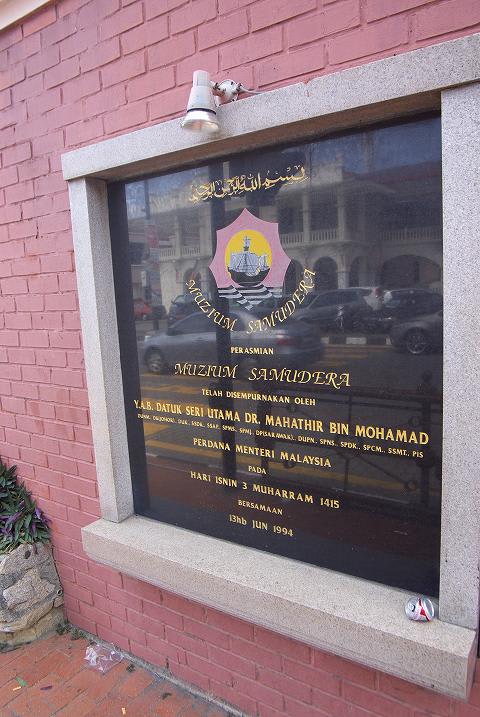 بسم الله الرحمن الرحيم
MUZIUM SAMUDERA
PERASMIAN
MUZIUM SAMUDERA
TELAH DISEMPURNAKAN OLEH
Y.A.B. DATUK SERI UTAMA DR. MAHATHIR BIN MOHAMAD
PERDANA MENTERI MALAYSIA
PADA
HARI ISNIN 3 MUHARRAM 1415
BERSAMAAN
13hb JUN 1994